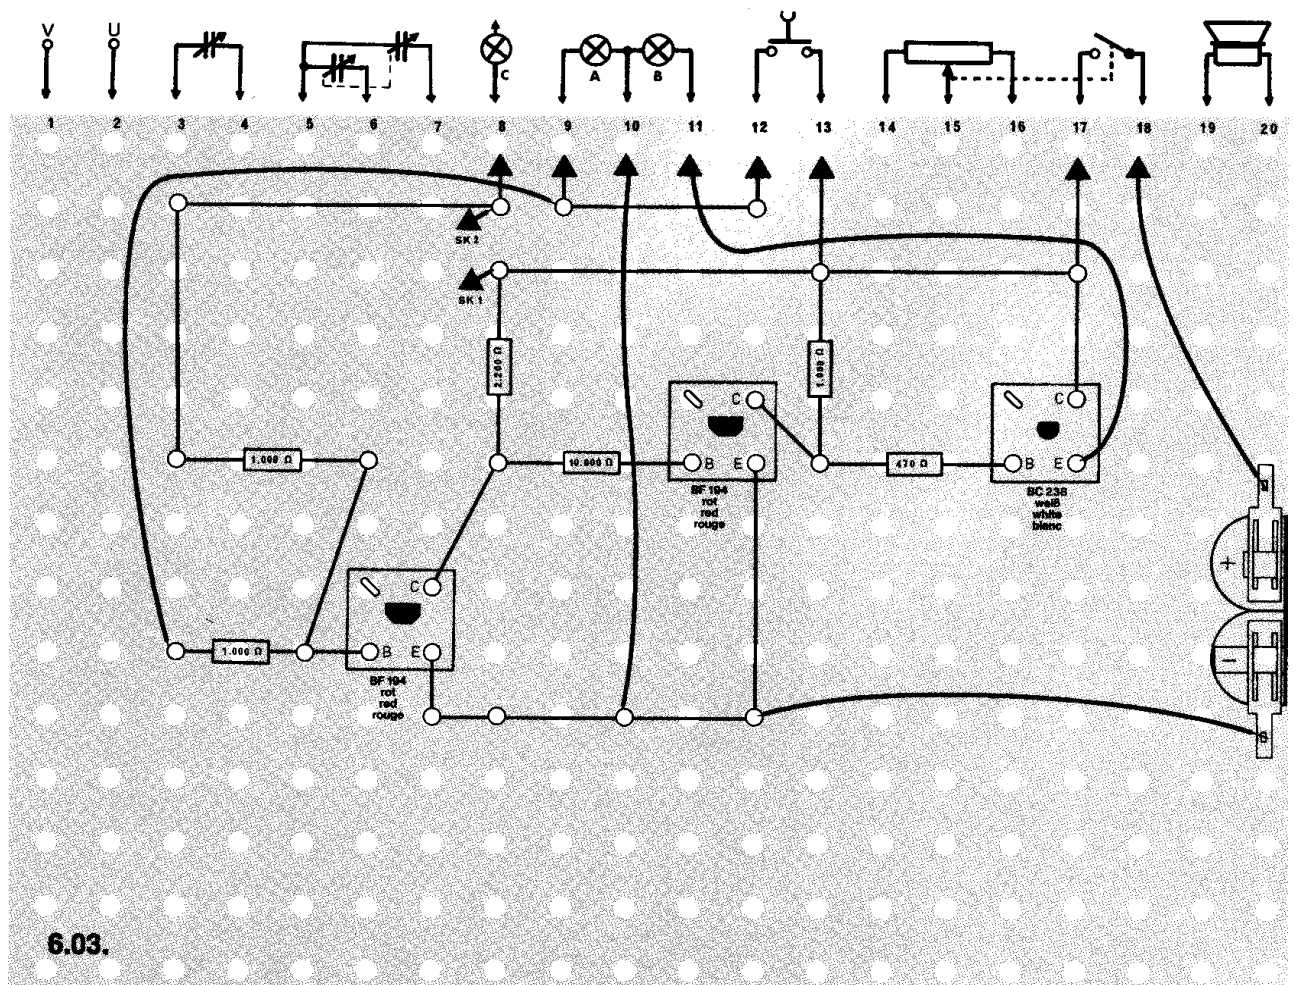 V U
C
A B
1 2 3 4 5 6 7 8 9 10 11 12 13 14 15 16 17 18 19 20
SK 2
SK 1
2.200 Ω
1.000 Ω
C
C
1.000 Ω
10.000 Ω
B E
470 Ω
B E
BF 194
rot
red
rouge
BC 238
weiß
white
blanc
+
C
1.000 Ω
B E
−
BF 194
rot
red
rouge
6.03.